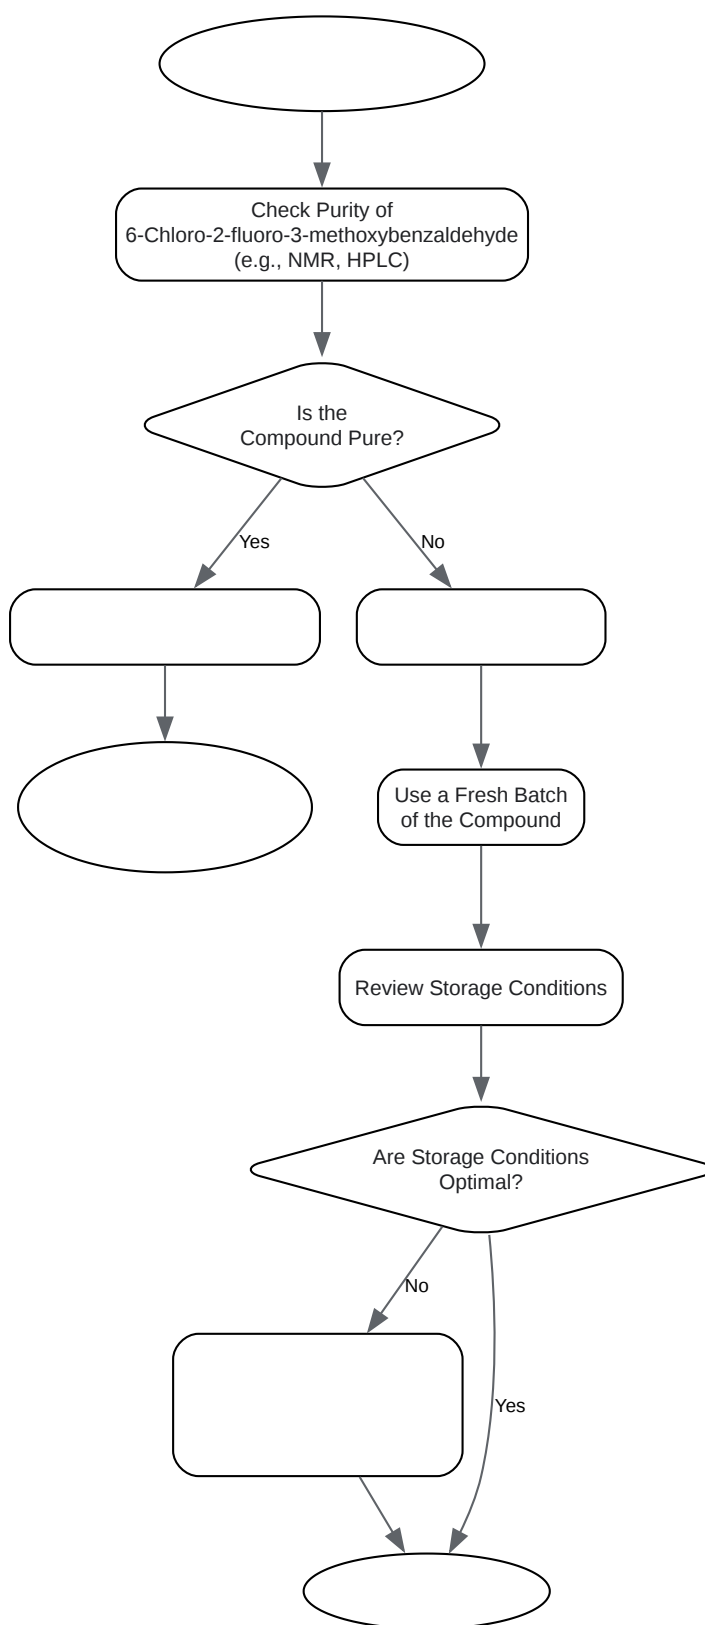 Check Purity of
6-Chloro-2-fluoro-3-methoxybenzaldehyde
(e.g., NMR, HPLC)
Is the
Compound Pure?
Yes
No
Use a Fresh Batch
of the Compound
Review Storage Conditions
Are Storage Conditions
Optimal?
No
Yes